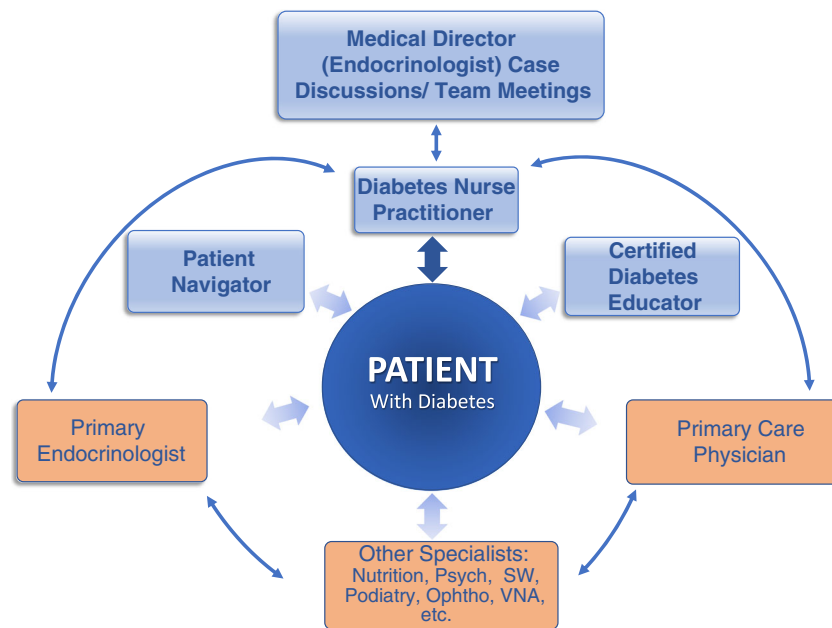 Medical Director
(Endocrinologist) Case
Discussions/ Team Meetings
Diabetes Nurse
Practitioner
Patient
Navigator
Certified
Diabetes
Educator
PATIENT
With Diabetes
Primary
Endocrinologist
Primary Care
Physician
Other Specialists:
Nutrition, Psych, SW,
Podiatry, Ophtho, VNA,
etc.